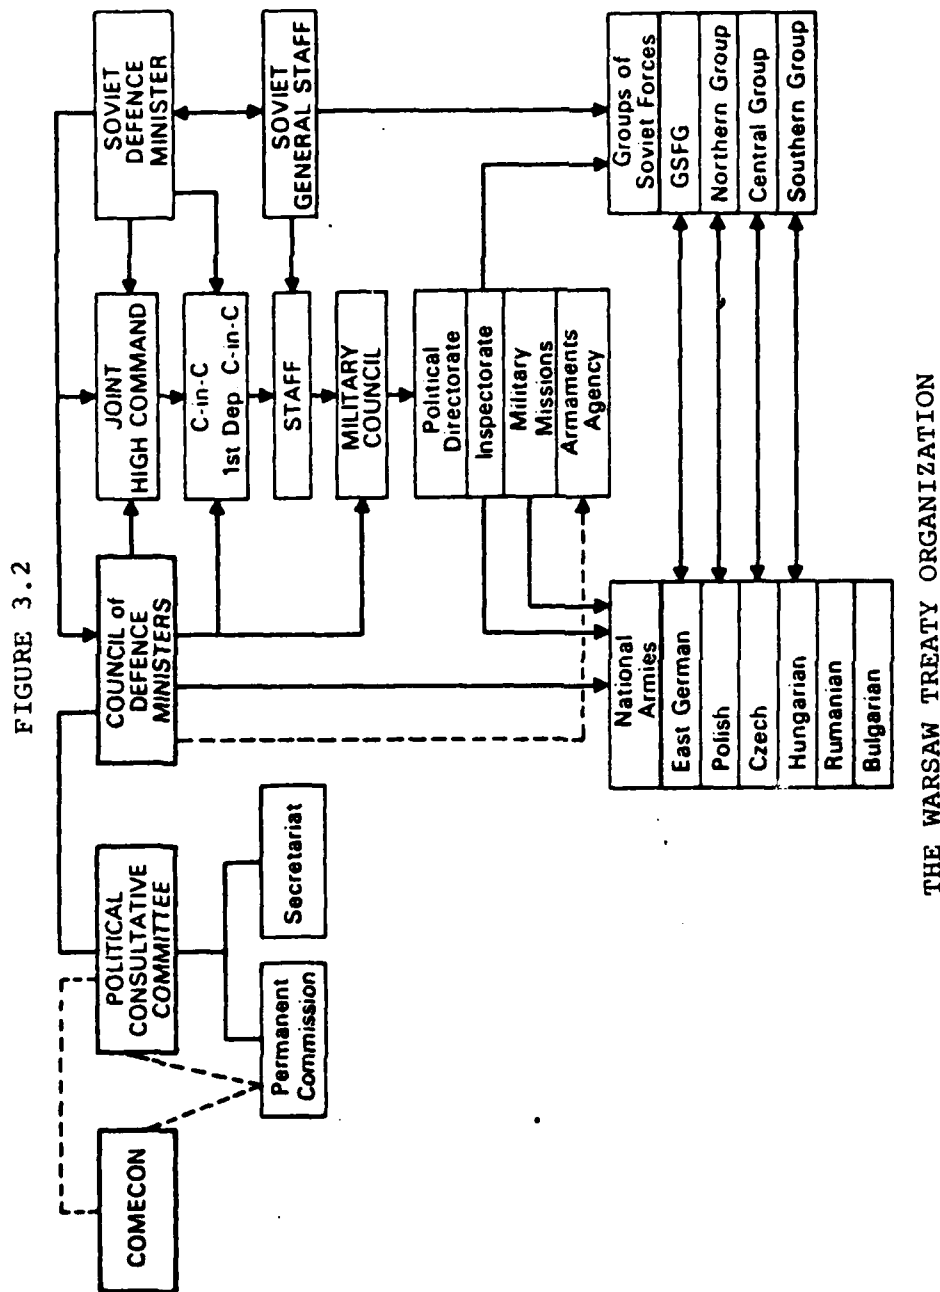 FIGURE 3.2
COMECON
POLITICAL
CONSULTATIVE
COMMITTEE
Permanent
Commission
Secretariat
COUNCIL of
DEFENCE
MINISTERS
JOINT
HIGH COMMAND
C-in-C
1st Dep C-in-C
STAFF
MILITARY
COUNCIL
Political
Directorate
Inspectorate
Military
Missions
Armaments
Agency
SOVIET
DEFENCE
MINISTER
SOVIET
GENERAL STAFF
National
Armies
East German
Polish
Czech
Hungarian
Rumanian
Bulgarian
Groups of
Soviet Forces
GSFG
Northern Group
Central Group
Southern Group
THE WARSAW TREATY ORGANIZATION